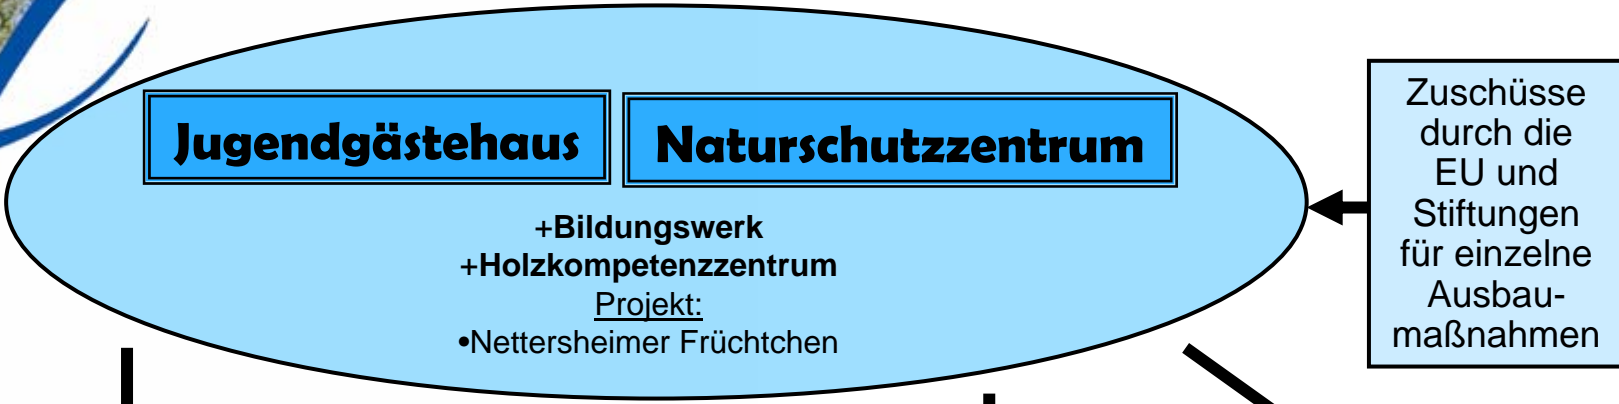 Jugendgästehaus
Naturschutzzentrum
+Bildungswerk
+Holzkompetenzzentrum
Projekt:
•Nettersheimer Früchtchen
Zuschüsse
durch die
EU und
Stiftungen
für einzelne
Ausbau-
maßnahmen